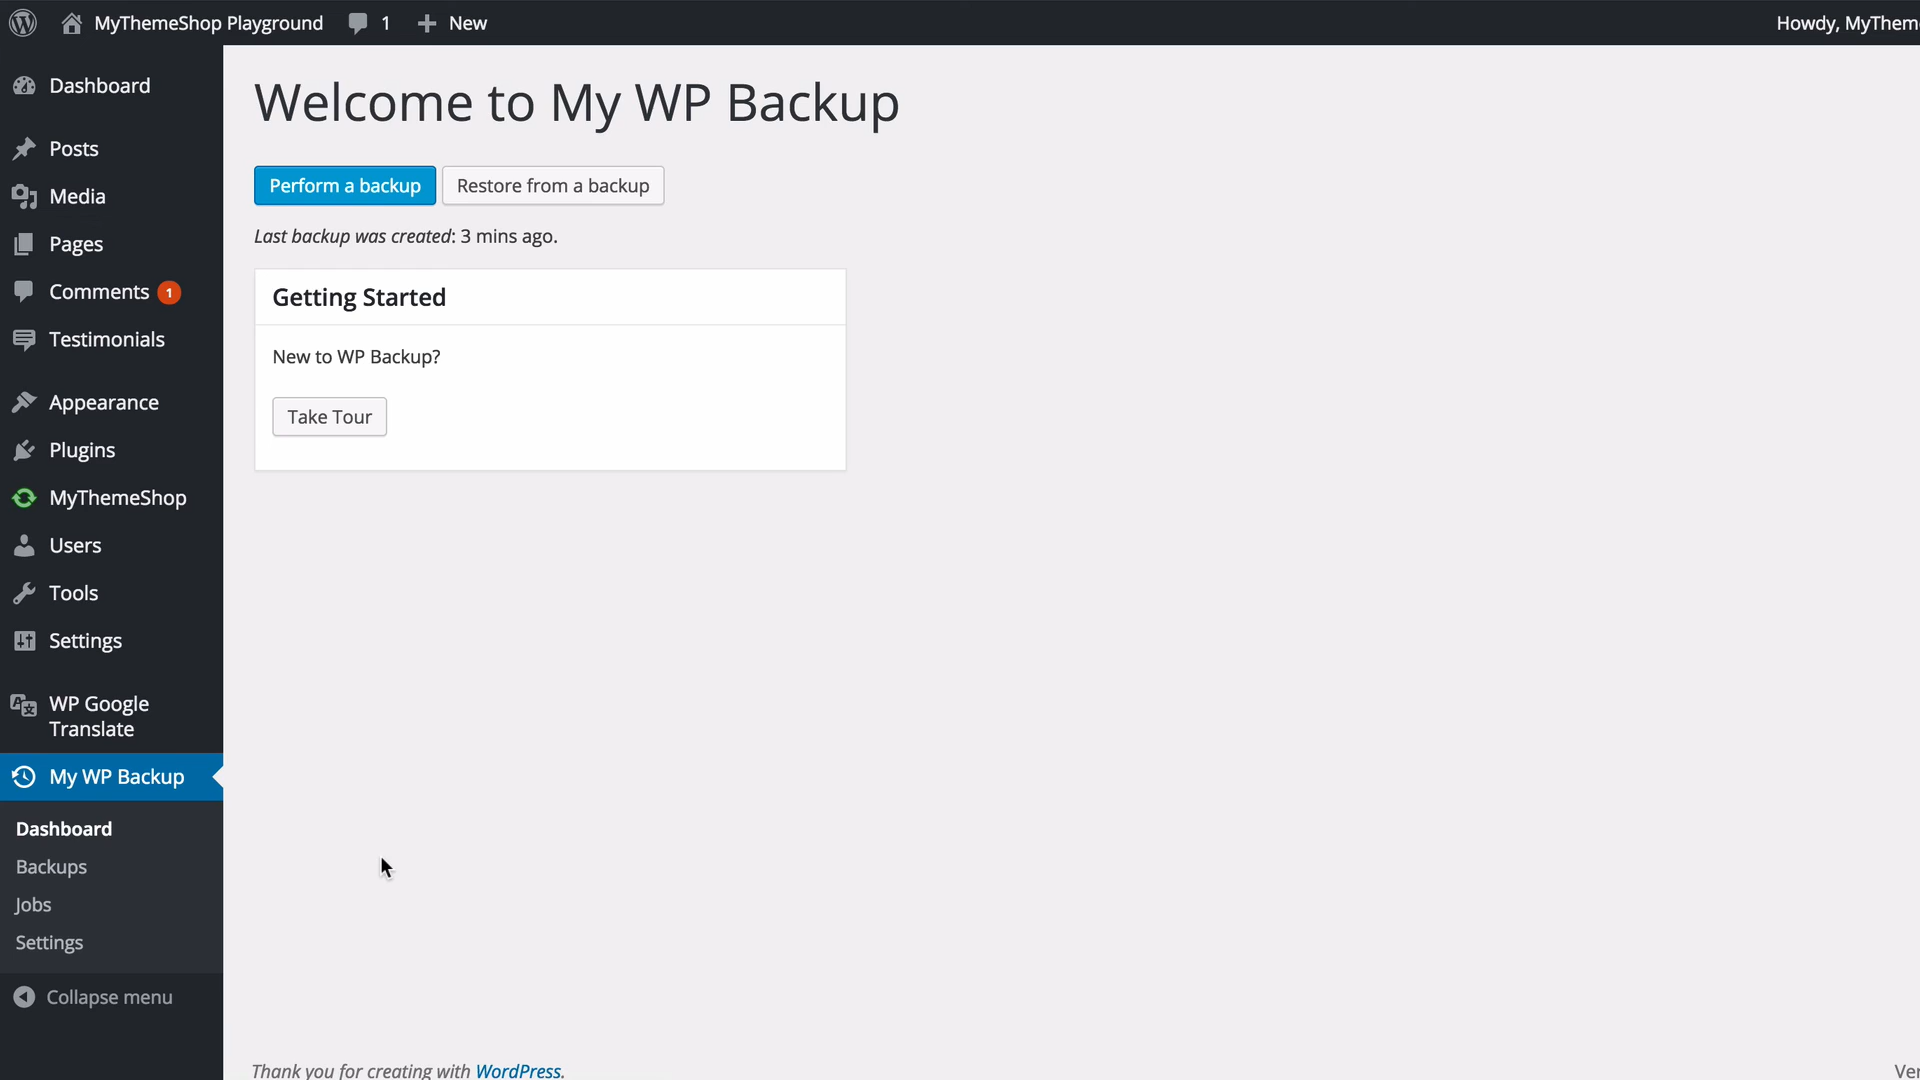 MyThemeShop Playground 1 New
Howdy, MyThem
Dashboard
Posts
Media
Pages
Comments 1
Testimonials
Appearance
Plugins
MyThemeShop
Users
Tools
Settings
WP Google
Translate
My WP Backup
Dashboard
Backups
Jobs
Settings
Collapse menu
Welcome to My WP Backup
Perform a backup Restore from a backup
Last backup was created: 3 mins ago.
Getting Started
New to WP Backup?
Take Tour
Thank you for creating with WordPress.